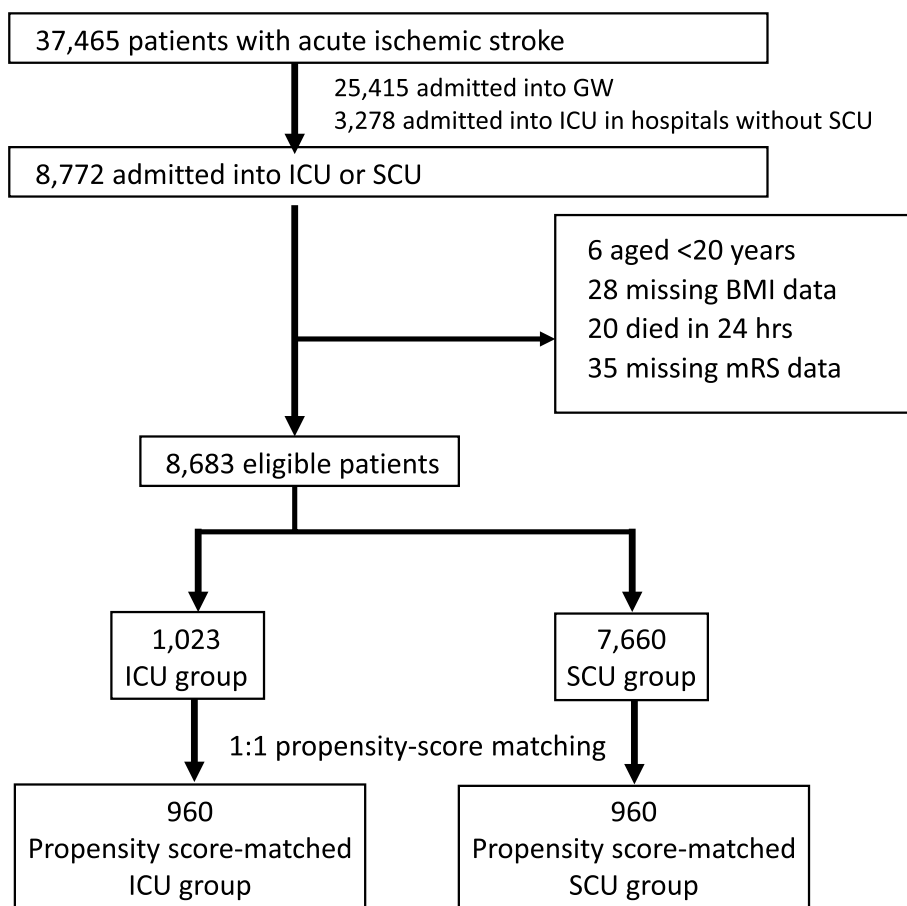 37,465 patients with acute ischemic stroke
25,415 admitted into GW
3,278 admitted into ICU in hospitals without SCU
8,772 admitted into ICU or SCU
6 aged <20 years
28 missing BMI data
20 died in 24 hrs
35 missing mRS data
8,683 eligible patients
1,023
ICU group
7,660
SCU group
1:1 propensity-score matching
960
Propensity score-matched
ICU group
960
Propensity score-matched
SCU group